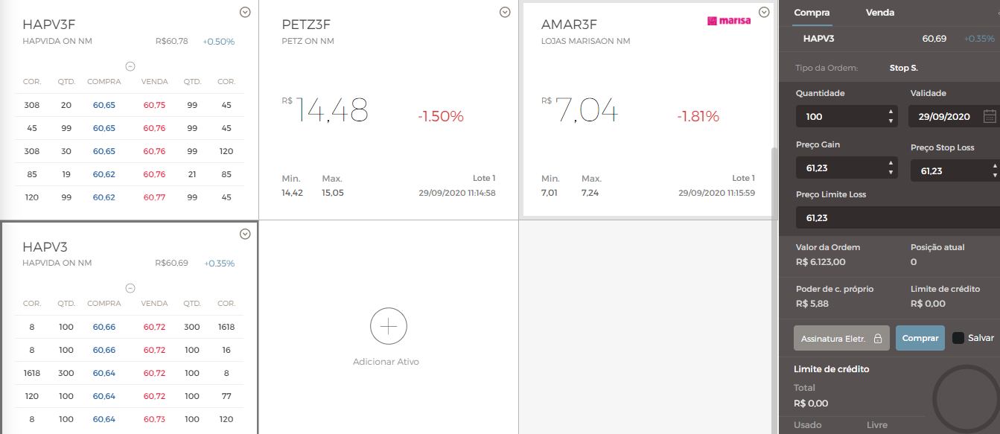 HAPV3F
HAPVIDA ON NM R$60,78 +0.50%
COR. QTD. COMPRA VENDA QTD. COR.
308 20 60,65 60,75 99 45
45 99 60,65 60,76 99 45
308 30 60,65 60,76 99 120
85 19 60,62 60,76 21 85
120 99 60,62 60,77 99 45
PETZ3F
PETZ ON NM
R$ 14,48 -1.50%
Min. Max. Lote 1
14,42 15,05 29/09/2020 11:14:58
AMAR3F marisa
LOJAS MARISAON NM
R$ 7,04 -1.81%
Min. Max. Lote 1
7,01 7,24 29/09/2020 11:15:59
HAPV3
HAPVIDA ON NM R$60,69 +0.35%
COR. QTD. COMPRA VENDA QTD. COR.
8 100 60,66 60,72 300 1618
8 100 60,66 60,72 100 16
1618 300 60,64 60,72 100 8
120 100 60,64 60,72 100 77
8 100 60,64 60,73 100 120
Adicionar Ativo
Compra Venda
HAPV3 60,69 +0.35%
Tipo da Ordem: Stop S.
Quantidade Validade
100 29/09/2020
Preço Gain Preço Stop Loss
61,23 61,23
Preço Limite Loss
61,23
Valor da Ordem Posição atual
R$ 6.123,00 0
Poder de c. próprio Limite de crédito
R$ 5,88 R$ 0,00
Assinatura Eletr. Comprar Salvar
Limite de crédito
Total
R$ 0,00
Usado Livre